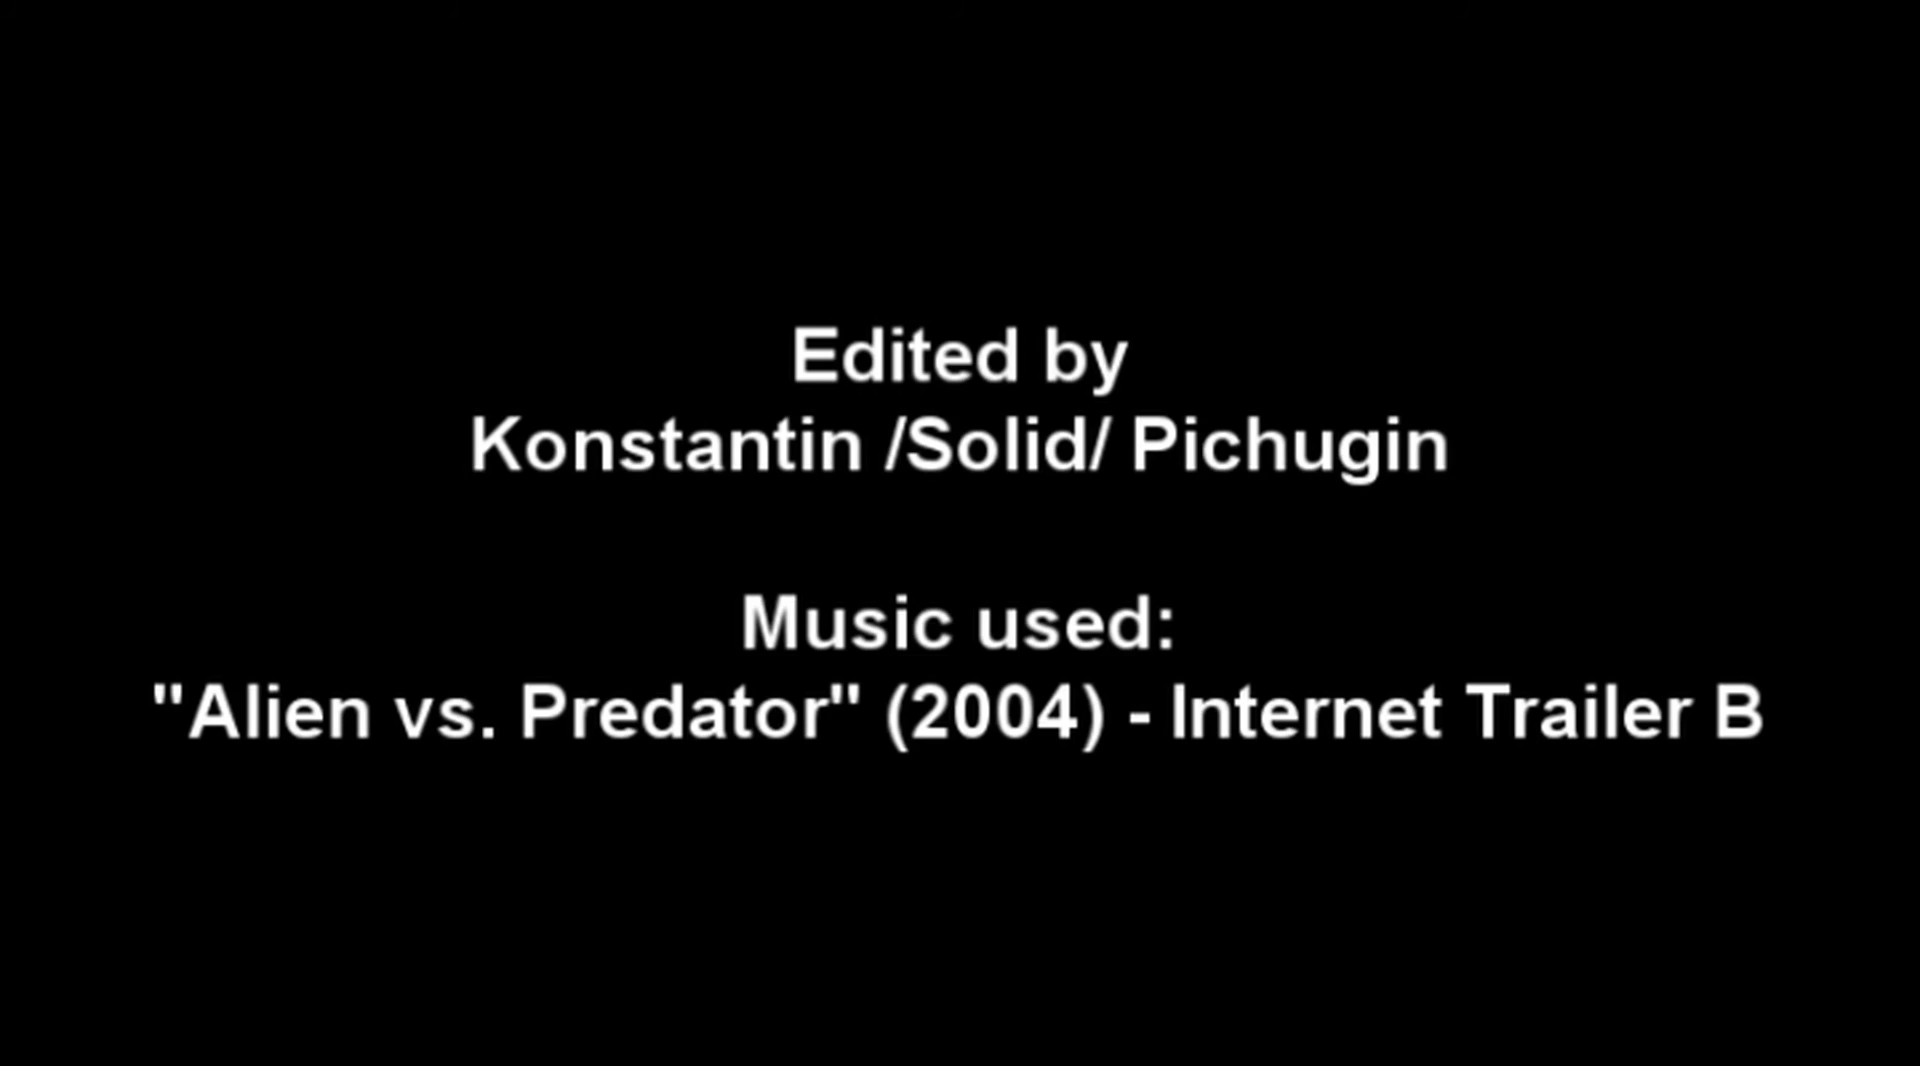 Edited by
Konstantin /Solid/ Pichugin
Music used:
"Alien vs. Predator" (2004) - Internet Trailer B